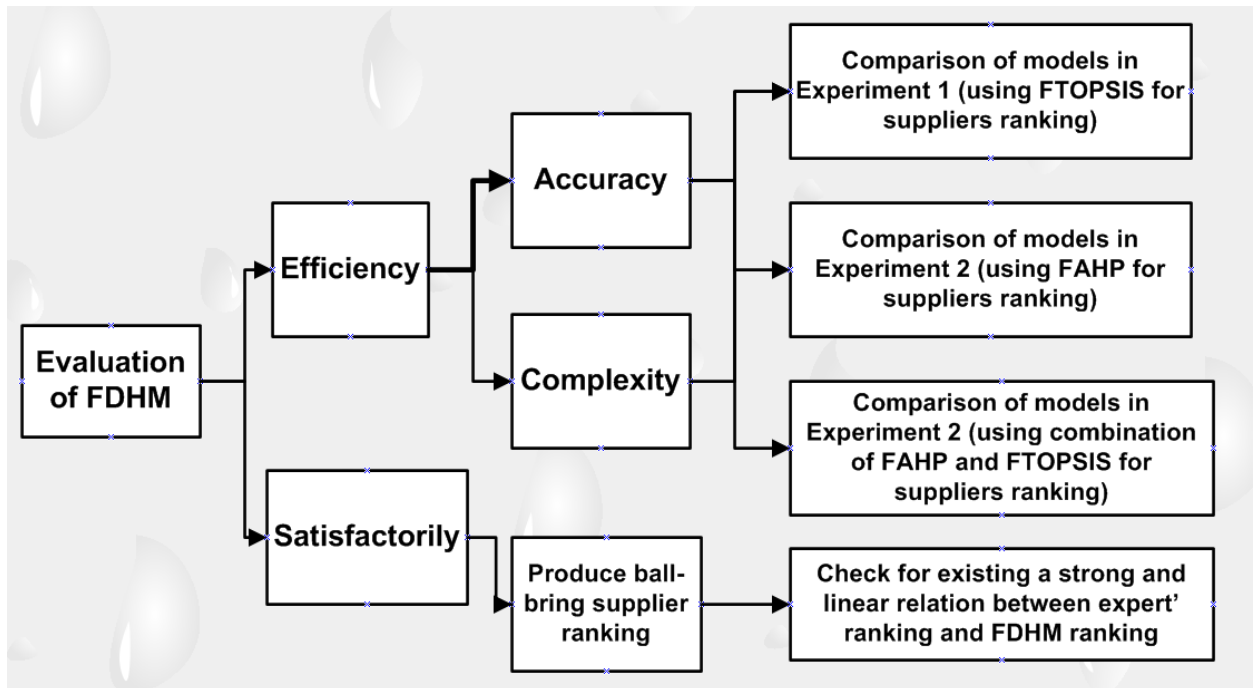 Evaluation
of FDHM
Efficiency
Satisfactorily
Accuracy
Complexity
Produce ball-
bring supplier
ranking
Comparison of models in
Experiment 1 (using FTOPSIS for
suppliers ranking)
Comparison of models in
Experiment 2 (using FAHP for
suppliers ranking)
Comparison of models in
Experiment 2 (using combination
of FAHP and FTOPSIS for
suppliers ranking)
Check for existing a strong and
linear relation between expert’
ranking and FDHM ranking